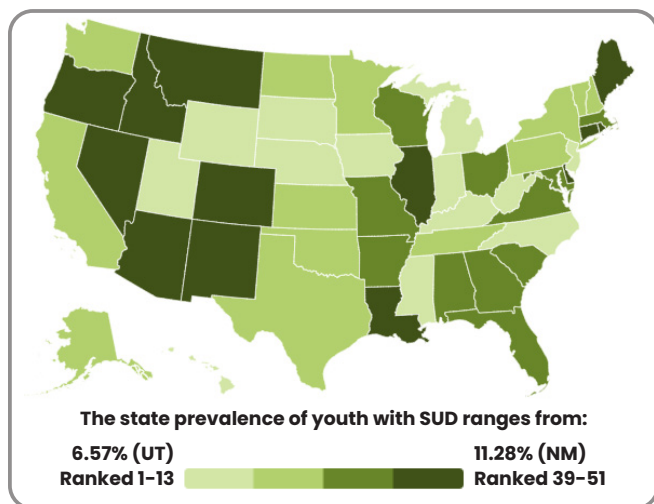 The state prevalence of youth with SUD ranges from:
6.57% (UT)
Ranked 1-13
11.28% (NM)
Ranked 39-51